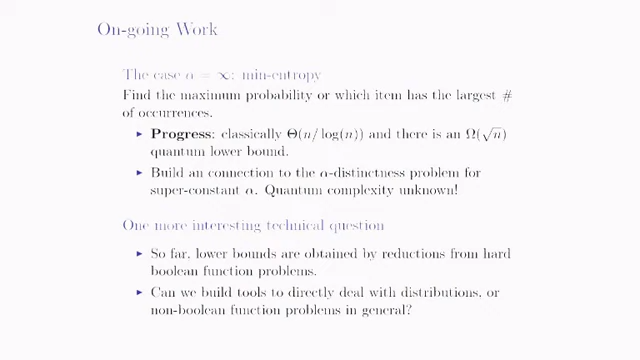 On-going Work
The case α = ∞: min-entropy
Find the maximum probability or which item has the largest #
of occurrences.
▶ Progress: classically Θ(n/ log(n)) and there is an Ω(√n)
quantum lower bound.
▶ Build an connection to the α-distinctness problem for
super-constant α. Quantum complexity unknown!
One more interesting technical question
▶ So far, lower bounds are obtained by reductions from hard
boolean function problems.
▶ Can we build tools to directly deal with distributions, or
non-boolean function problems in general?